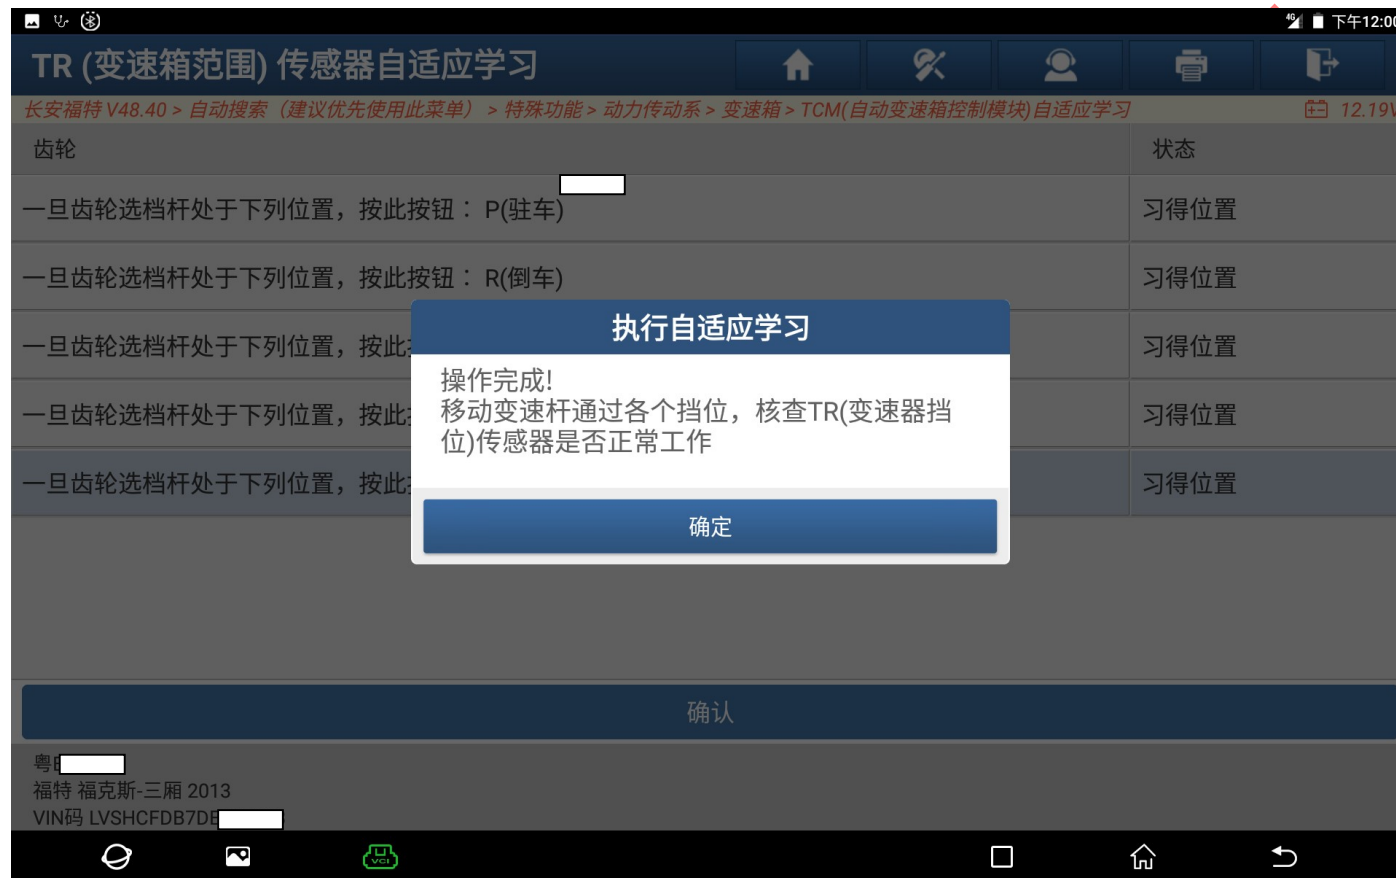 4G 下午12:00
TR (变速箱范围) 传感器自适应学习
长安福特 V48.40 > 自动搜索（建议优先使用此菜单） > 特殊功能 > 动力传动系 > 变速箱 > TCM(自动变速箱控制模块)自适应学习 12.19V
齿轮 状态
一旦齿轮选档杆处于下列位置，按此按钮： P(驻车) 习得位置
一旦齿轮选档杆处于下列位置，按此按钮： R(倒车) 习得位置
一旦齿轮选档杆处于下列位置，按此 习得位置
一旦齿轮选档杆处于下列位置，按此 习得位置
一旦齿轮选档杆处于下列位置，按此 习得位置
执行自适应学习
操作完成!
移动变速杆通过各个挡位，核查TR(变速器挡
位)传感器是否正常工作
确定
确认
粤
福特 福克斯-三厢 2013
VIN码 LVSHCFDB7DE
VCI